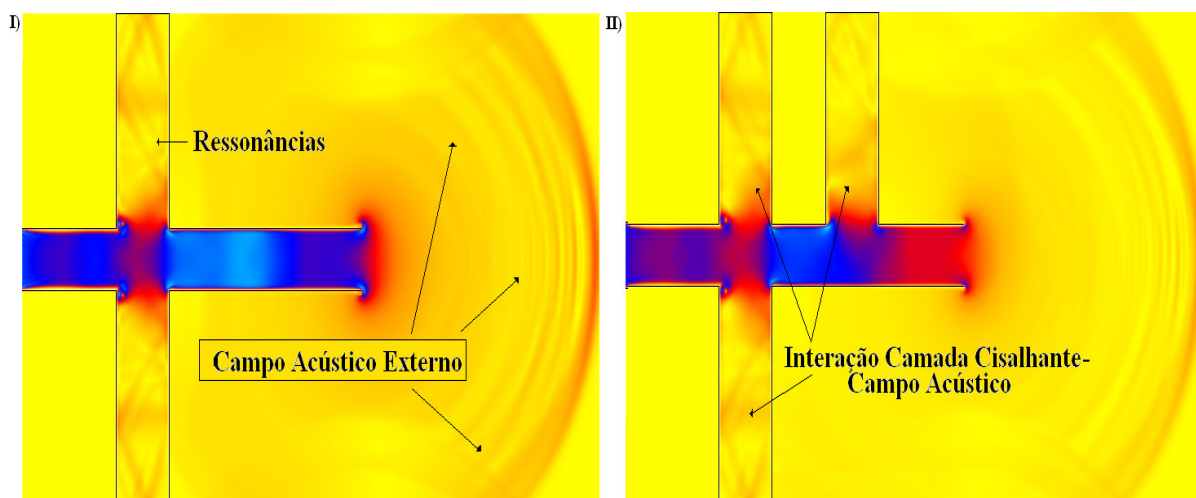 I)
II)
Ressonâncias
Campo Acústico Externo
Interação Camada Cisalhante-
Campo Acústico